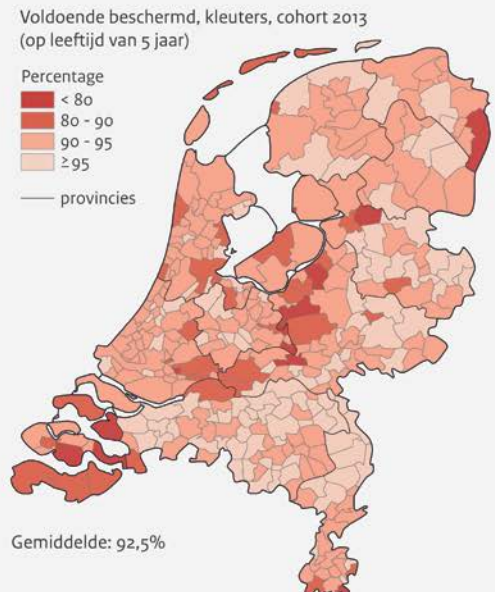 Voldoende beschermd, kleuters, cohort 2013
(op leeftijd van 5 jaar)
Percentage
< 80
80 - 90
90 - 95
≥ 95
provincies
Gemiddelde: 92,5%